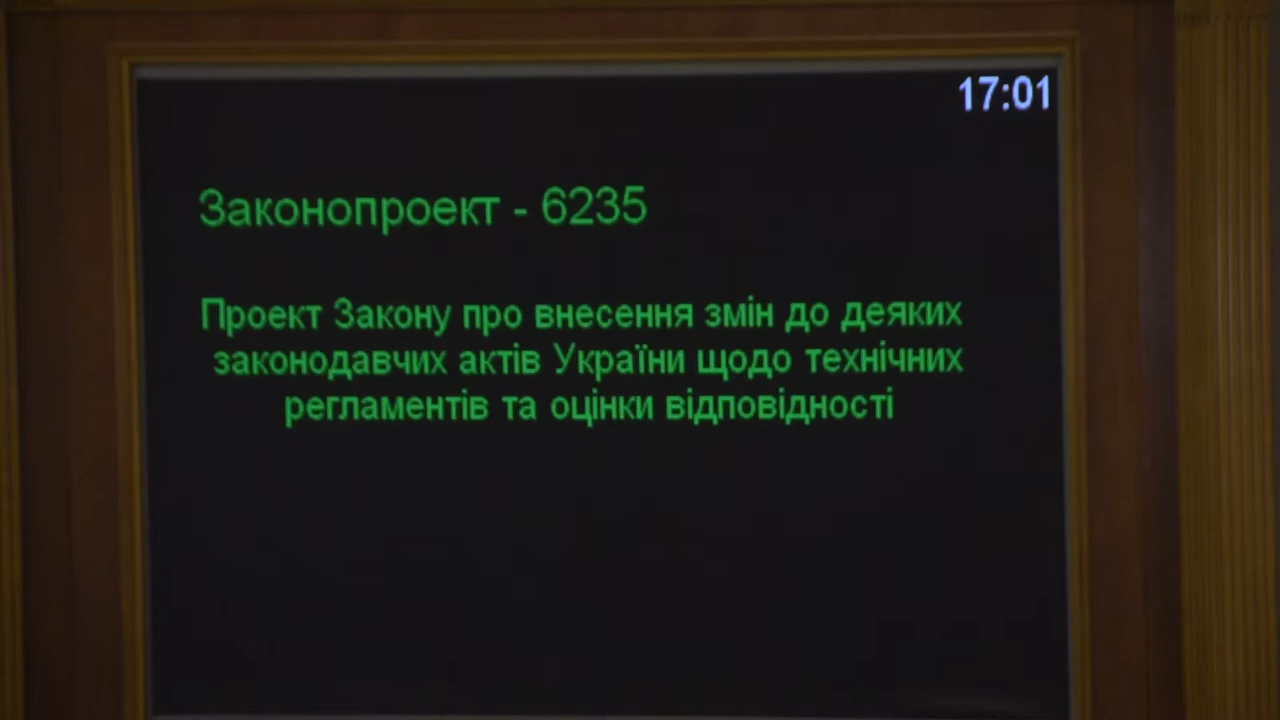 17:01
Законопроект - 6235
Проект Закону про внесення змін до деяких
законодавчих актів України щодо технічних
регламентів та оцінки відповідності